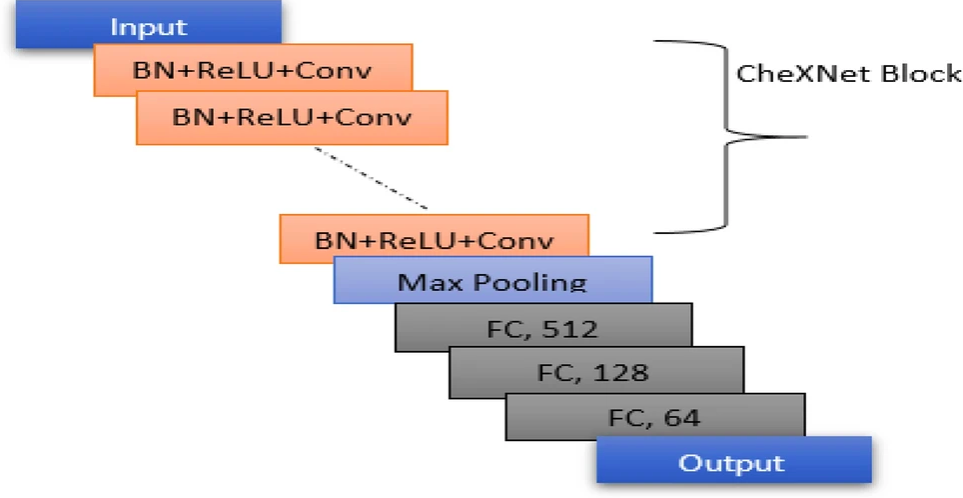 Input
BN+ReLU+Conv
CheXNet Block
BN+ReLU+Conv
BN+ReLU+Conv
Max Pooling
FC, 512
FC, 128
FC, 64
Output